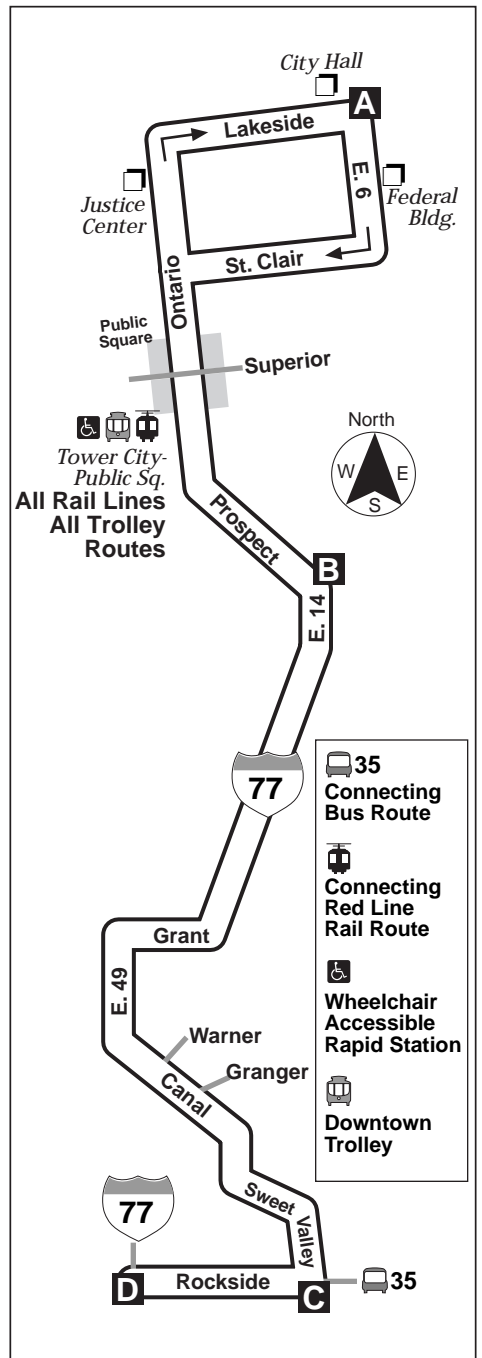 City Hall
A
Lakeside
E. 6
Federal
Bldg.
Justice
Center
St. Clair
Ontario
Public
Square
Superior
Tower City-
Public Sq.
All Rail Lines
All Trolley
Routes
North
W E
S
Prospect
B
E. 14
77
35
Connecting
Bus Route
Connecting
Red Line
Rail Route
Wheelchair
Accessible
Rapid Station
Downtown
Trolley
Grant
E. 49
Warner
Granger
Canal
Sweet Valley
77
D
Rockside
C
35